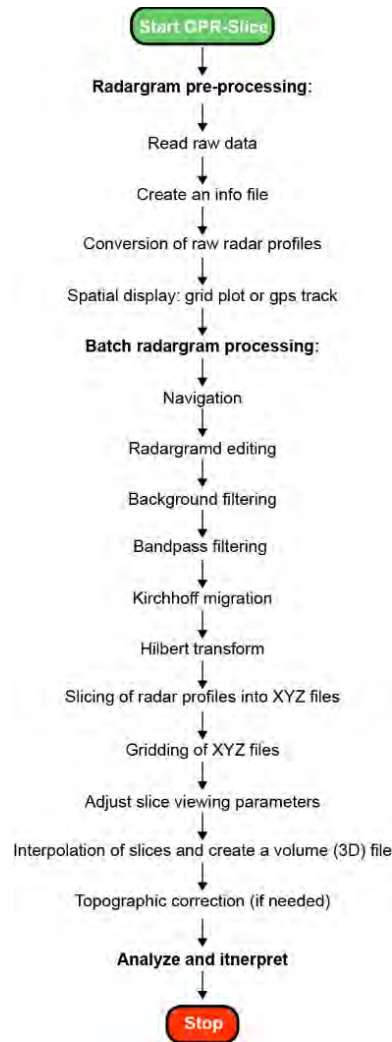 Start GPR-Slice
Radargram pre-processing:
Read raw data
Create an info file
Conversion of raw radar profiles
Spatial display: grid plot or gps track
Batch radargram processing:
Navigation
Radargramd editing
Background filtering
Bandpass filtering
Kirchhoff migration
Hilbert transform
Slicing of radar profiles into XYZ files
Gridding of XYZ files
Adjust slice viewing parameters
Interpolation of slices and create a volume (3D) file
Topographic correction (if needed)
Analyze and itnerpret
Stop